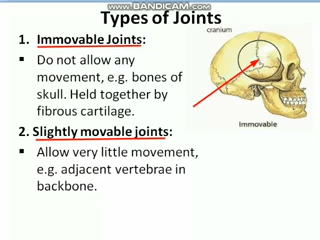 WWW.BANDICAM.COM
Types of Joints
1. Immovable Joints:
▪ Do not allow any
movement, e.g. bones of
skull. Held together by
fibrous cartilage.
2. Slightly movable joints:
▪ Allow very little movement,
e.g. adjacent vertebrae in
backbone.
cranium
Immovable